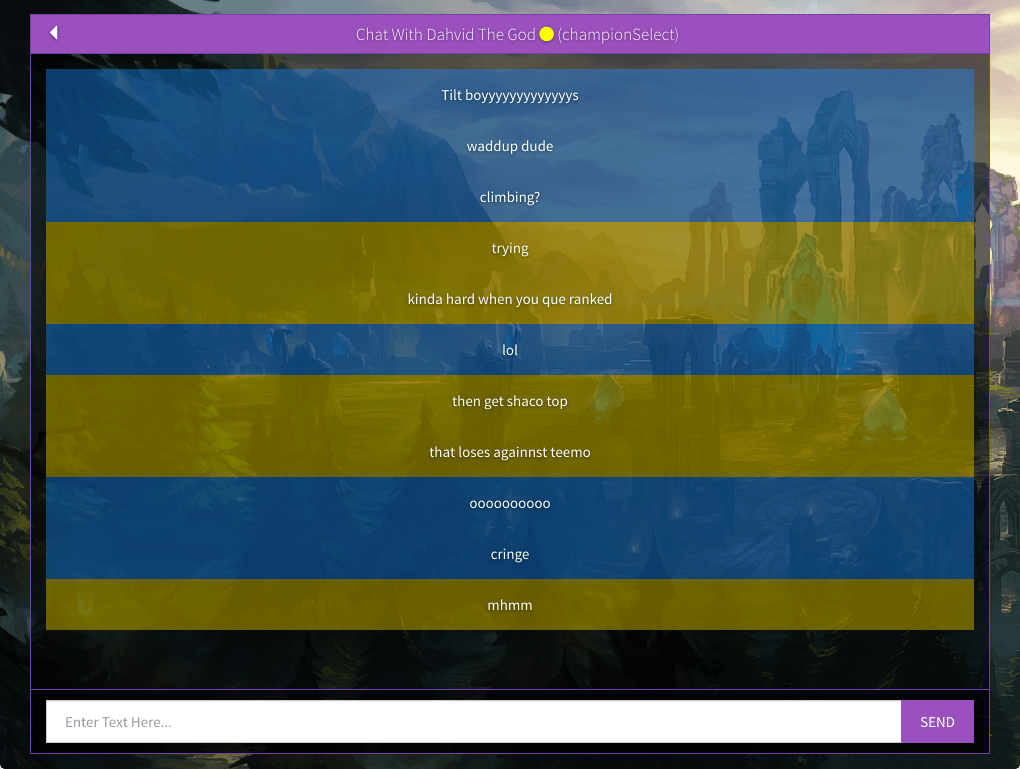 Chat With Dahvid The God (championSelect)
Tilt boyyyyyyyyyyyyys
waddup dude
climbing?
trying
kinda hard when you que ranked
lol
then get shaco top
that loses againnst teemo
oooooooooo
cringe
mhmm
Enter Text Here...
SEND